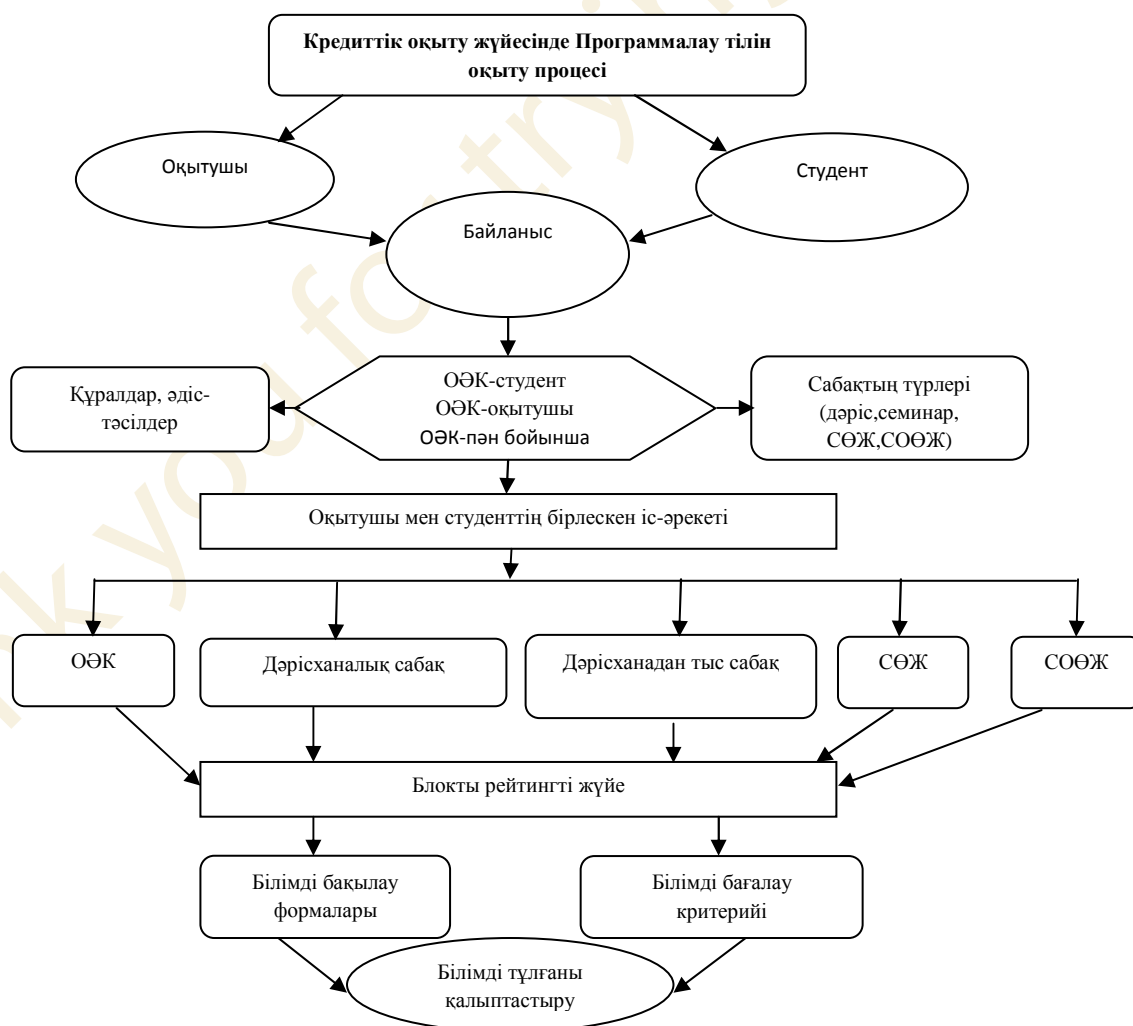 Кредиттік оқыту жүйесінде Программалау тілін
оқыту процесі
Оқытушы
Студент
Байланыс
Құралдар, әдіс-
тәсілдер
ОӘК-студент
ОӘК-оқытушы
ОӘК-пән бойынша
Сабақтың түрлері
(дәріс,семинар,
СӨЖ,СОӨЖ)
Оқытушы мен студенттің бірлескен іс-әрекеті
ОӘК
Дәрісханалық сабақ
Дәрісханадан тыс сабақ
СӨЖ
СОӨЖ
Блокты рейтингті жүйе
Білімді бақылау
формалары
Білімді бағалау
критерийі
Білімді тұлғаны
қалыптастыру